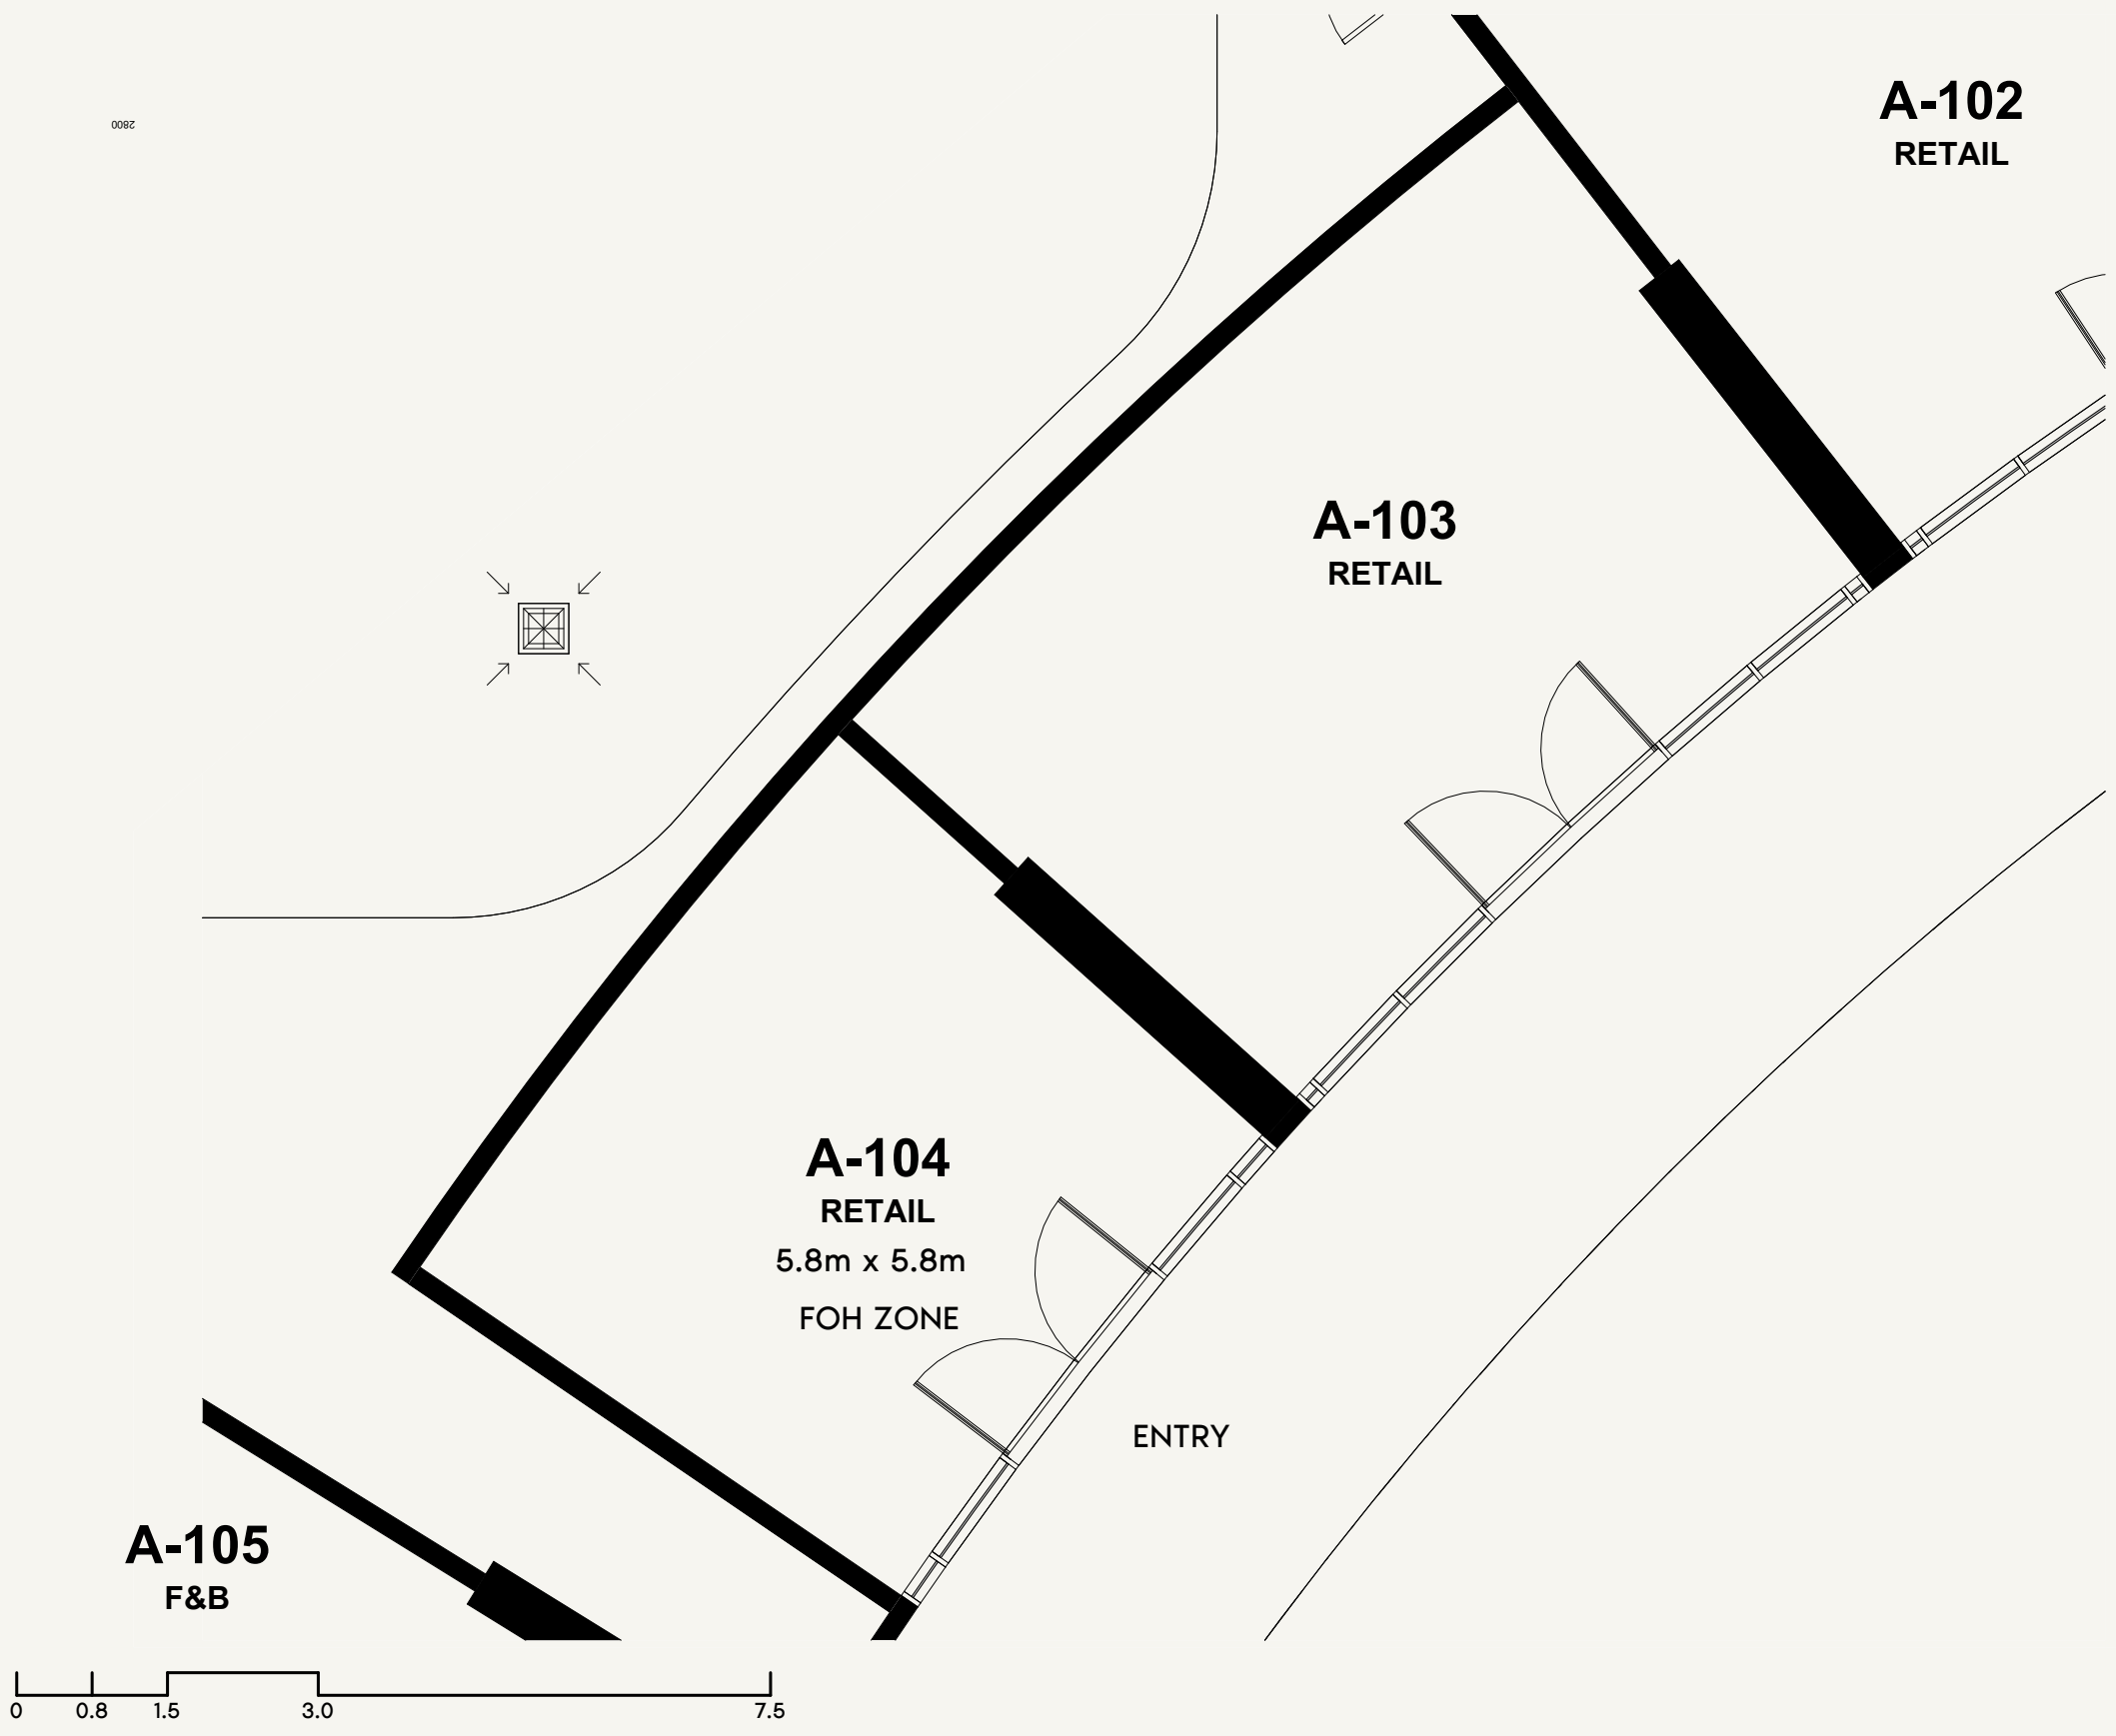 2800
A-102
RETAIL
A-103
RETAIL
A-104
RETAIL
5.8m x 5.8m
FOH ZONE
ENTRY
A-105
F&B
0 0.8 1.5 3.0 7.5